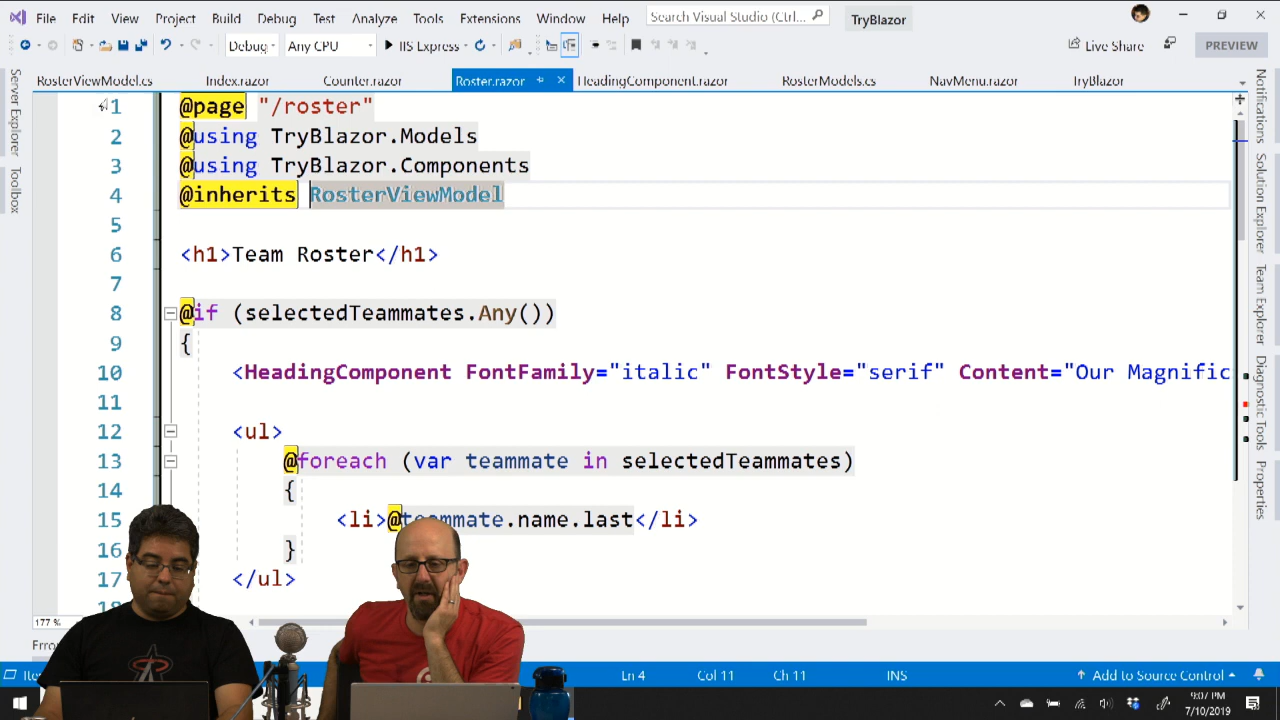 File Edit View Project Build Debug Test Analyze Tools Extensions Window Help Search Visual Studio (Ctrl... TryBlazor
Debug Any CPU IIS Express Live Share PREVIEW
RosterViewModel.cs Index.razor Counter.razor Roster.razor HeadingComponent.razor RosterModels.cs NavMenu.razor TryBlazor
Server Explorer
Toolbox
1 @page "/roster"
2 @using TryBlazor.Models
3 @using TryBlazor.Components
4 @inherits RosterViewModel
5
6 <h1>Team Roster</h1>
7
8 @if (selectedTeammates.Any())
9 {
10 <HeadingComponent FontFamily="italic" FontStyle="serif" Content="Our Magnific
11
12 <ul>
13 @foreach (var teammate in selectedTeammates)
14 {
15 <li>@teammate.name.last</li>
16 }
17 </ul>
Notifications
Solution Explorer
Team Explorer
Diagnostic Tools
Properties
177 %
Ln 4 Col 11 Ch 11 INS Add to Source Control
9:07 PM
7/10/2019